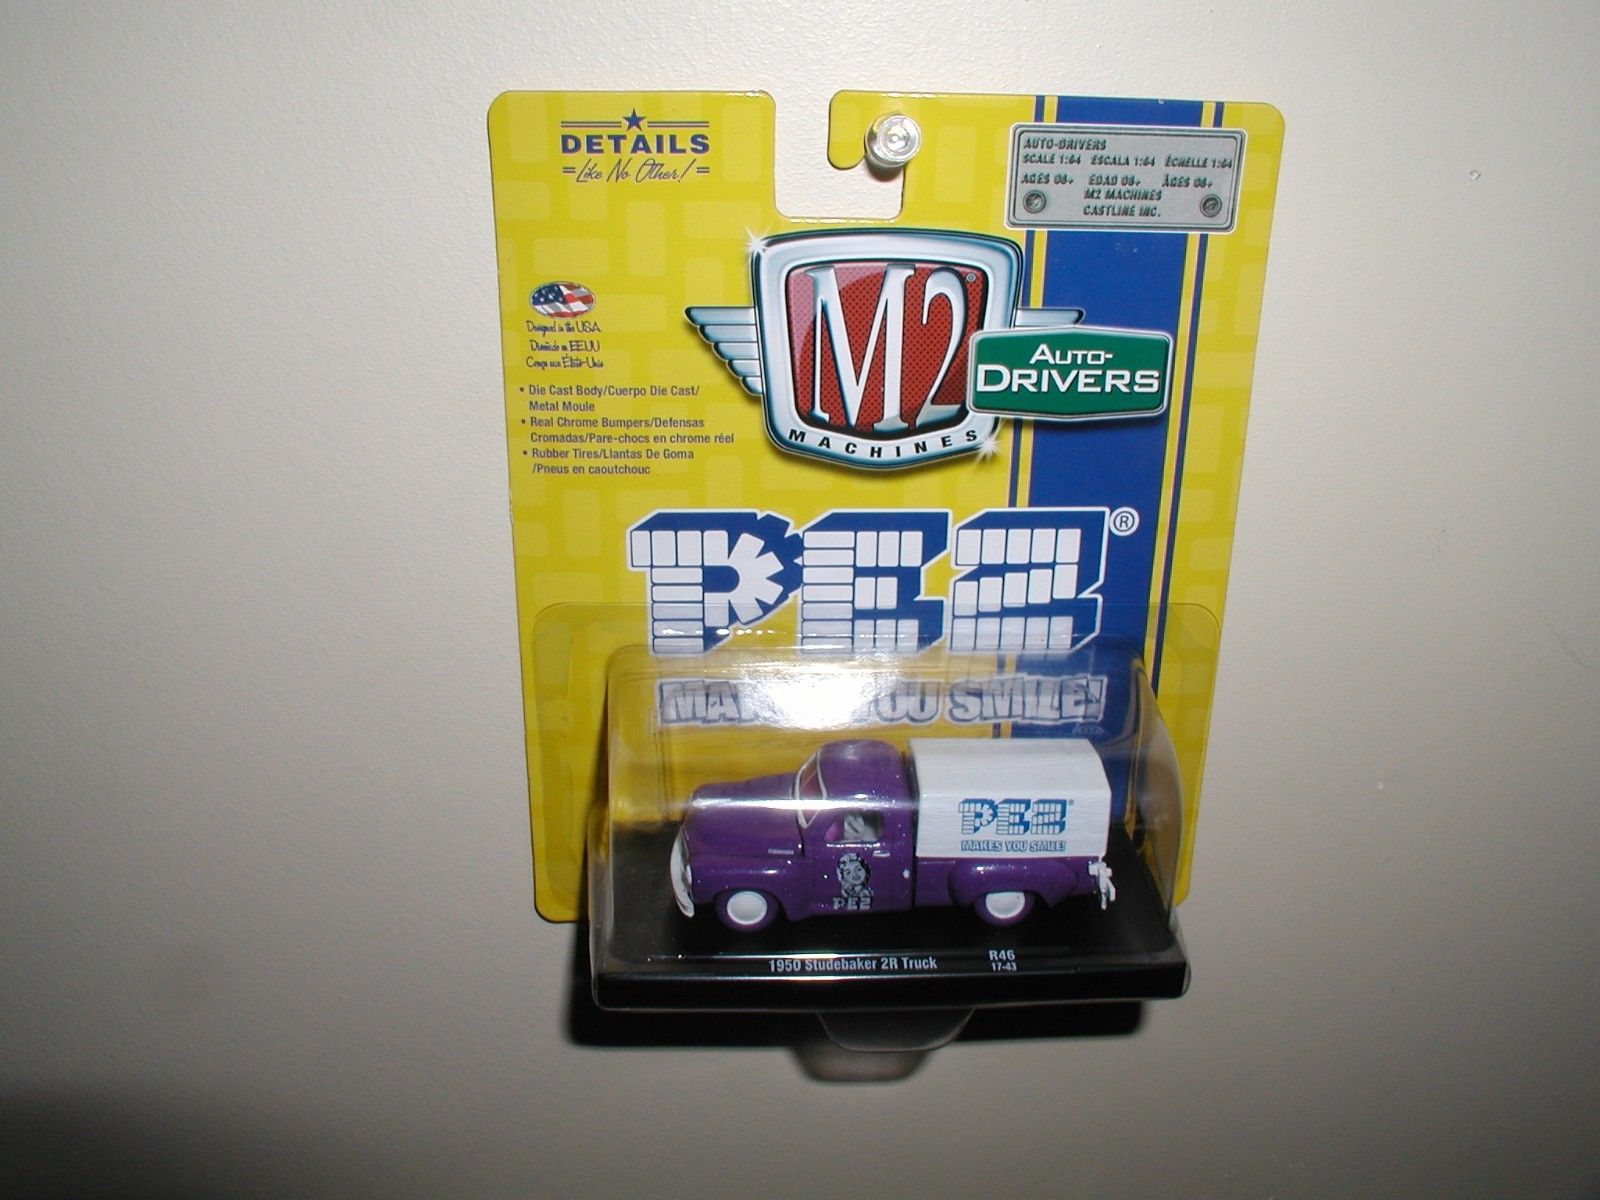 DETAILS
Like No Other!
AUTO-DRIVERS
SCALE 1:64 ESCALA 1:64 ÉCHELLE 1:64
AGES 08+ EDAD 08+ ÂGES 08+
M2 MACHINES
CASTLINE INC.
Designed in the U.S.A.
Diseñado en EE.UU
Conçu aux États-Unis
• Die Cast Body/Cuerpo Die Cast/
Metal Moule
• Real Chrome Bumpers/Defensas
Cromadas/Pare-chocs en chrome réel
• Rubber Tires/Llantas De Goma
/Pneus en caoutchouc
M2®
MACHINES
AUTO-
DRIVERS
PEZ®
YOU SMILE!
PEZ®
MAKES YOU SMILE!
PEZ
1950 Studebaker 2R Truck
R46
17-43